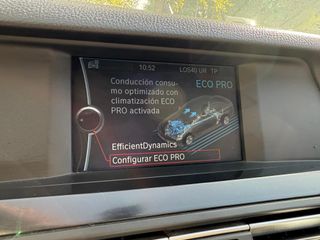 10:52 LOS40 UR TP
Conducción consu-
mo optimizado con
climatización ECO
PRO activada
ECO PRO
EfficientDynamics
Configurar ECO PRO